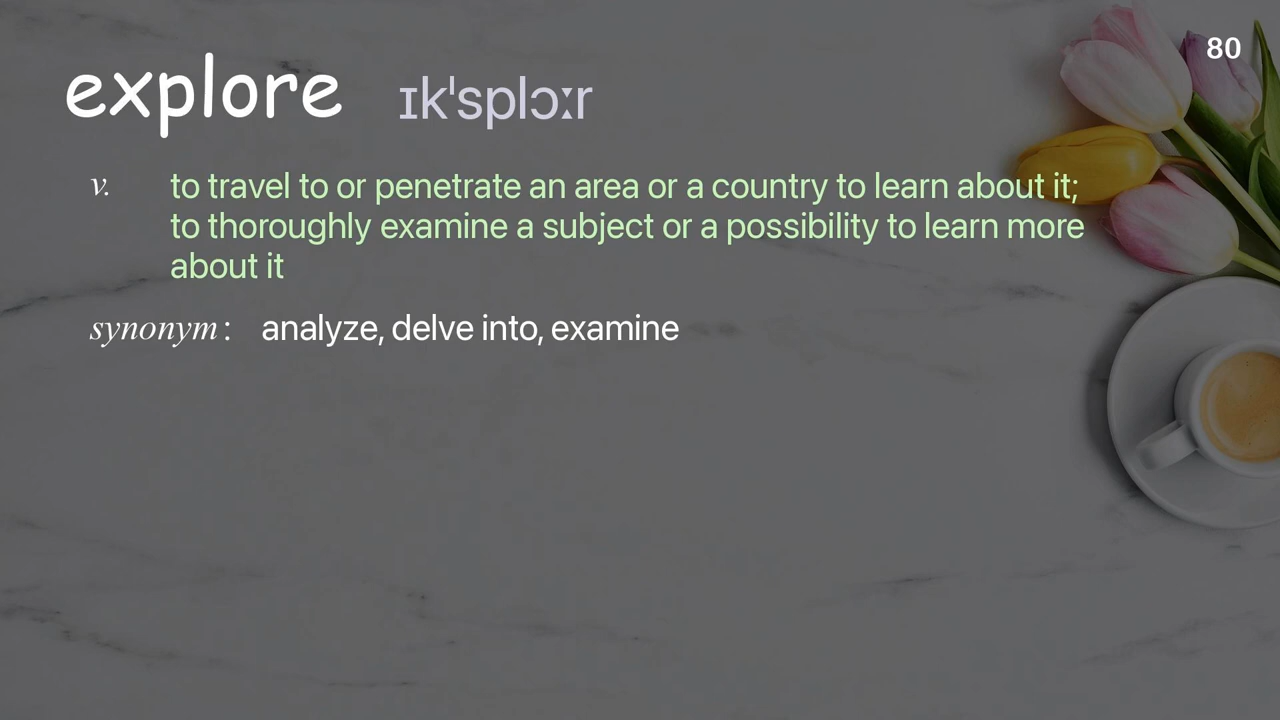 80
explore ɪkˈsplɔːr
v. to travel to or penetrate an area or a country to learn about it;
to thoroughly examine a subject or a possibility to learn more
about it
synonym: analyze, delve into, examine